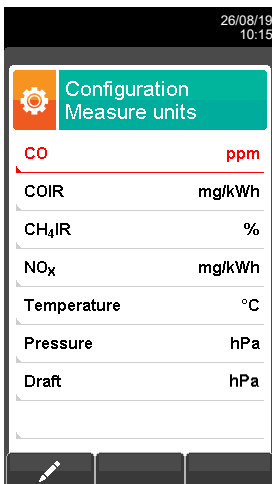 26/08/19
10:15
Configuration
Measure units
CO ppm
COIR mg/kWh
CH₄IR %
NOX mg/kWh
Temperature °C
Pressure hPa
Draft hPa